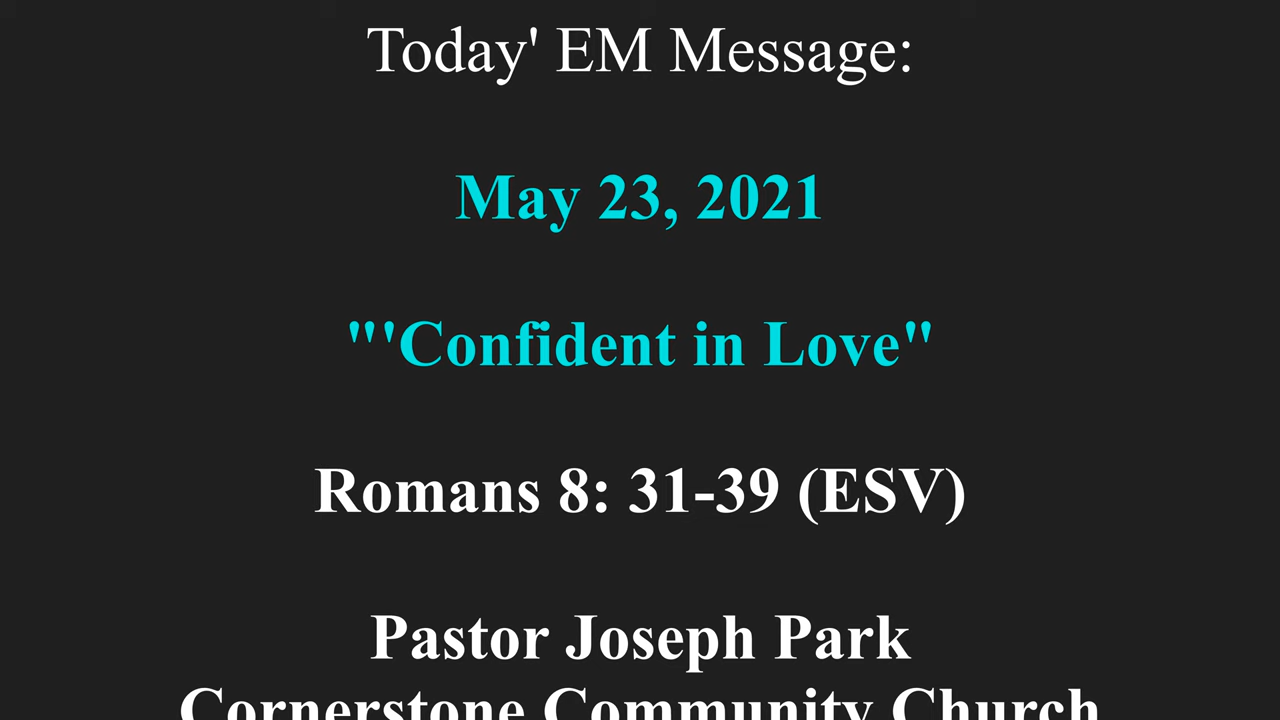 Today' EM Message:
May 23, 2021
"'Confident in Love"
Romans 8: 31-39 (ESV)
Pastor Joseph Park
Cornerstone Community Church